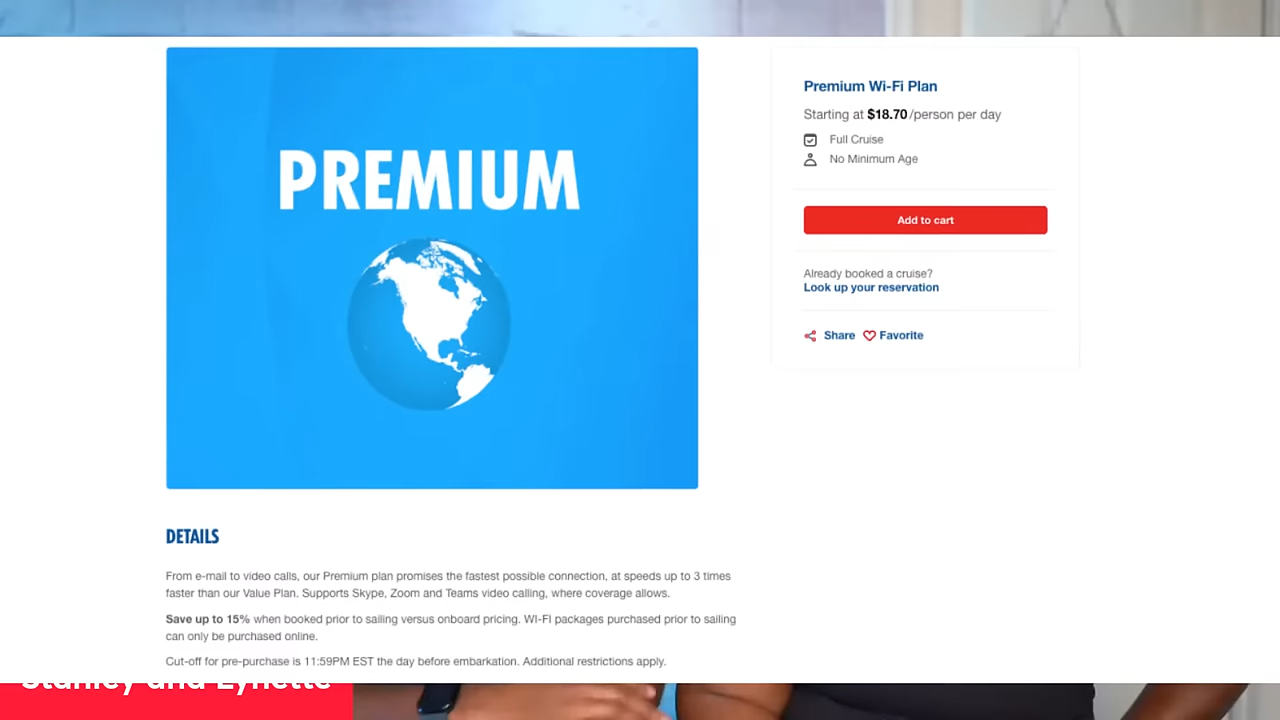 PREMIUM
Premium Wi-Fi Plan
Starting at $18.70/person per day
Full Cruise
No Minimum Age
Add to cart
Already booked a cruise?
Look up your reservation
Share Favorite
DETAILS
From e-mail to video calls, our Premium plan promises the fastest possible connection, at speeds up to 3 times
faster than our Value Plan. Supports Skype, Zoom and Teams video calling, where coverage allows.
Save up to 15% when booked prior to sailing versus onboard pricing. WI-FI packages purchased prior to sailing
can only be purchased online.
Cut-off for pre-purchase is 11:59PM EST the day before embarkation. Additional restrictions apply.
Stanley and Lynette